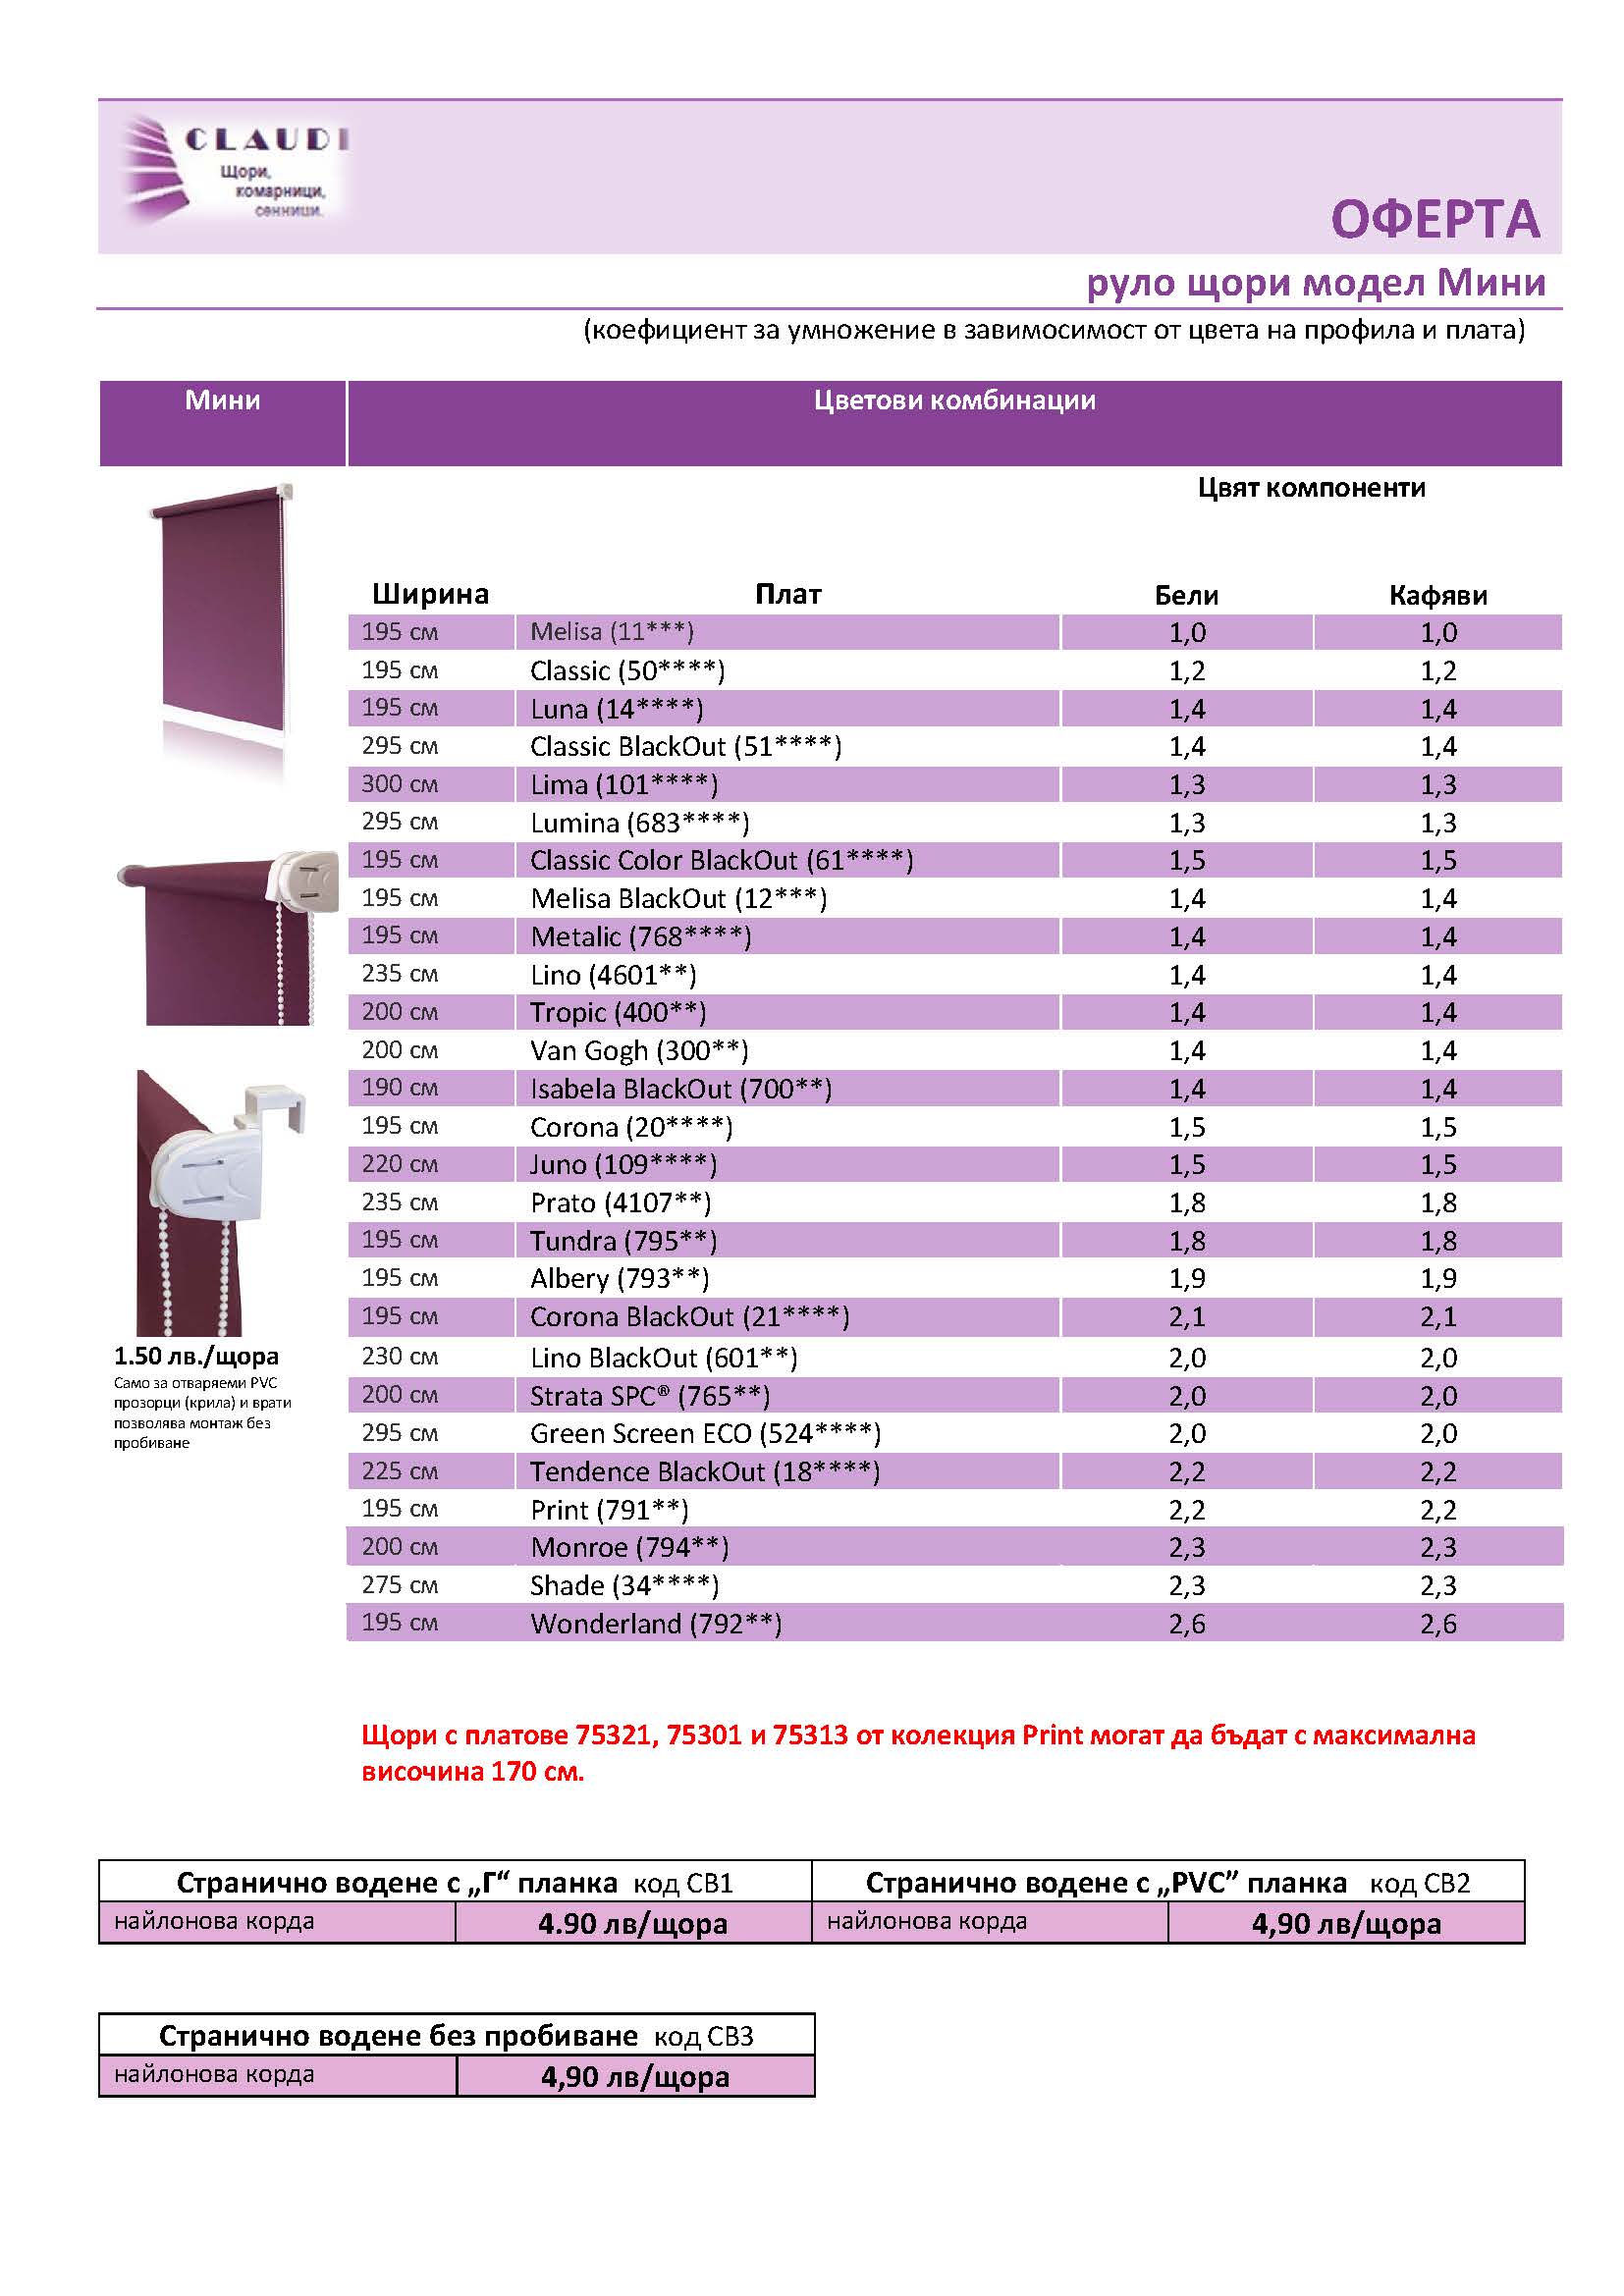 CLAUDI
Щори,
комарници,
сенници.
ОФЕРТА
руло щори модел Мини
(коефициент за умножение в завимосимост от цвета на профила и плата)
Мини Цветови комбинации
Цвят компоненти
Ширина Плат Бели Кафяви
195 см Melisa (11***) 1,0 1,0
195 см Classic (50****) 1,2 1,2
195 см Luna (14****) 1,4 1,4
295 см Classic BlackOut (51****) 1,4 1,4
300 см Lima (101****) 1,3 1,3
295 см Lumina (683****) 1,3 1,3
195 см Classic Color BlackOut (61****) 1,5 1,5
195 см Melisa BlackOut (12***) 1,4 1,4
195 см Metalic (768****) 1,4 1,4
235 см Lino (4601**) 1,4 1,4
200 см Tropic (400**) 1,4 1,4
200 см Van Gogh (300**) 1,4 1,4
190 см Isabela BlackOut (700**) 1,4 1,4
195 см Corona (20****) 1,5 1,5
220 см Juno (109****) 1,5 1,5
235 см Prato (4107**) 1,8 1,8
195 см Tundra (795**) 1,8 1,8
195 см Albery (793**) 1,9 1,9
195 см Corona BlackOut (21****) 2,1 2,1
230 см Lino BlackOut (601**) 2,0 2,0
200 см Strata SPC® (765**) 2,0 2,0
295 см Green Screen ECO (524****) 2,0 2,0
225 см Tendence BlackOut (18****) 2,2 2,2
195 см Print (791**) 2,2 2,2
200 см Monroe (794**) 2,3 2,3
275 см Shade (34****) 2,3 2,3
195 см Wonderland (792**) 2,6 2,6
1.50 лв./щора
Само за отваряеми PVC
прозорци (крила) и врати
позволява монтаж без
пробиване
Щори с платове 75321, 75301 и 75313 от колекция Print могат да бъдат с максимална
височина 170 см.
Странично водене с „Г“ планка код СВ1 Странично водене с „PVC” планка код СВ2
найлонова корда 4.90 лв/щора найлонова корда 4,90 лв/щора
Странично водене без пробиване код СВ3
найлонова корда 4,90 лв/щора